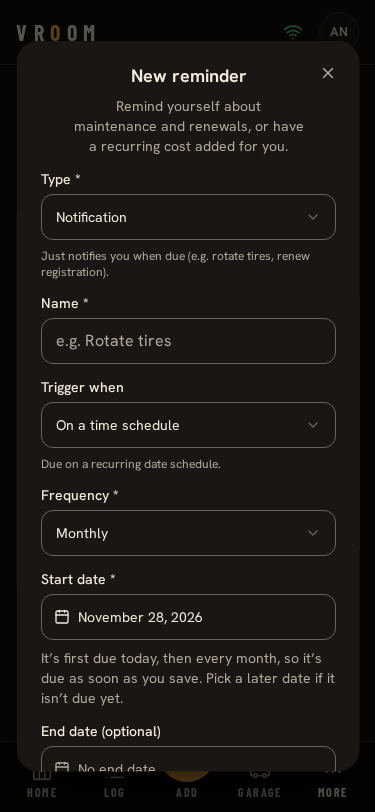 VROOM
AN
New reminder
Remind yourself about
maintenance and renewals, or have
a recurring cost added for you.
Type *
Notification
Just notifies you when due (e.g. rotate tires, renew
registration).
Name *
e.g. Rotate tires
Trigger when
On a time schedule
Due on a recurring date schedule.
Frequency *
Monthly
Start date *
November 28, 2026
It’s first due today, then every month, so it’s
due as soon as you save. Pick a later date if it
isn’t due yet.
End date (optional)
No end date
HOME
LOG
ADD
GARAGE
MORE